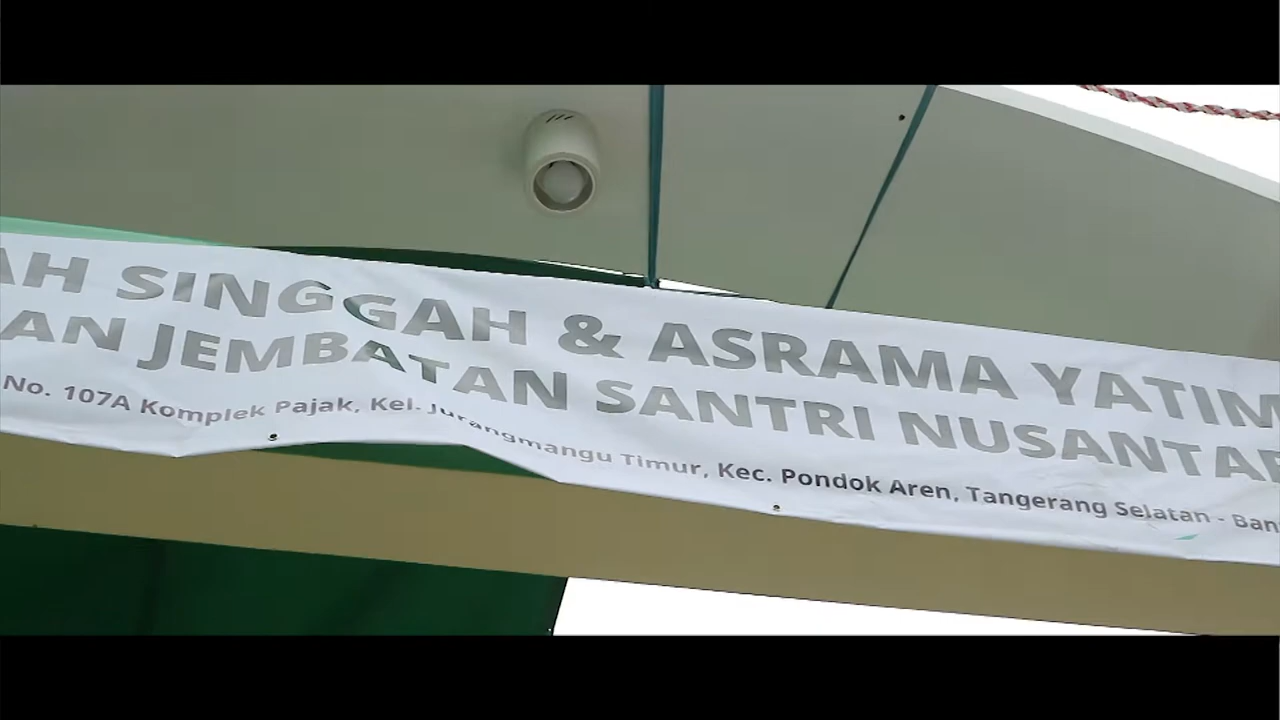 AH SINGGAH & ASRAMA YATIM
AN JEMBATAN SANTRI NUSANTAR
No. 107A Komplek Pajak, Kel. Jurangmangu Timur, Kec. Pondok Aren, Tangerang Selatan - Ban